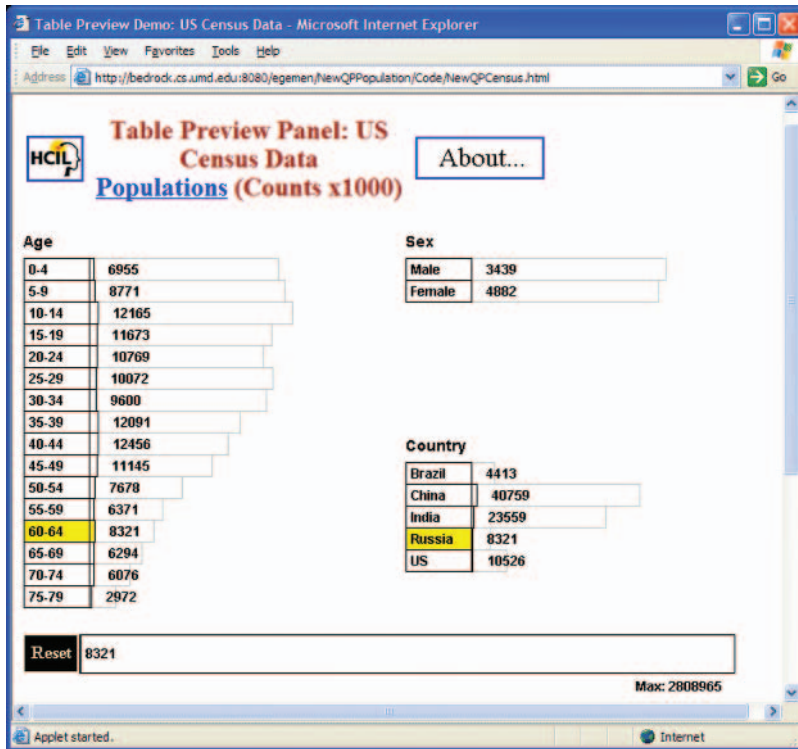 Table Preview Demo: US Census Data - Microsoft Internet Explorer
File Edit View Favorites Tools Help
Address http://bedrock.cs.umd.edu:8080/egemen/NewQPPopulation/Code/NewQPCensus.html Go
HCIL
Table Preview Panel: US
Census Data
Populations (Counts x1000)
About...
Age
0-4 6955
5-9 8771
10-14 12165
15-19 11673
20-24 10769
25-29 10072
30-34 9600
35-39 12091
40-44 12456
45-49 11145
50-54 7678
55-59 6371
60-64 8321
65-69 6294
70-74 6076
75-79 2972
Sex
Male 3439
Female 4882
Country
Brazil 4413
China 40759
India 23559
Russia 8321
US 10526
Reset 8321
Max: 2808965
Applet started. Internet